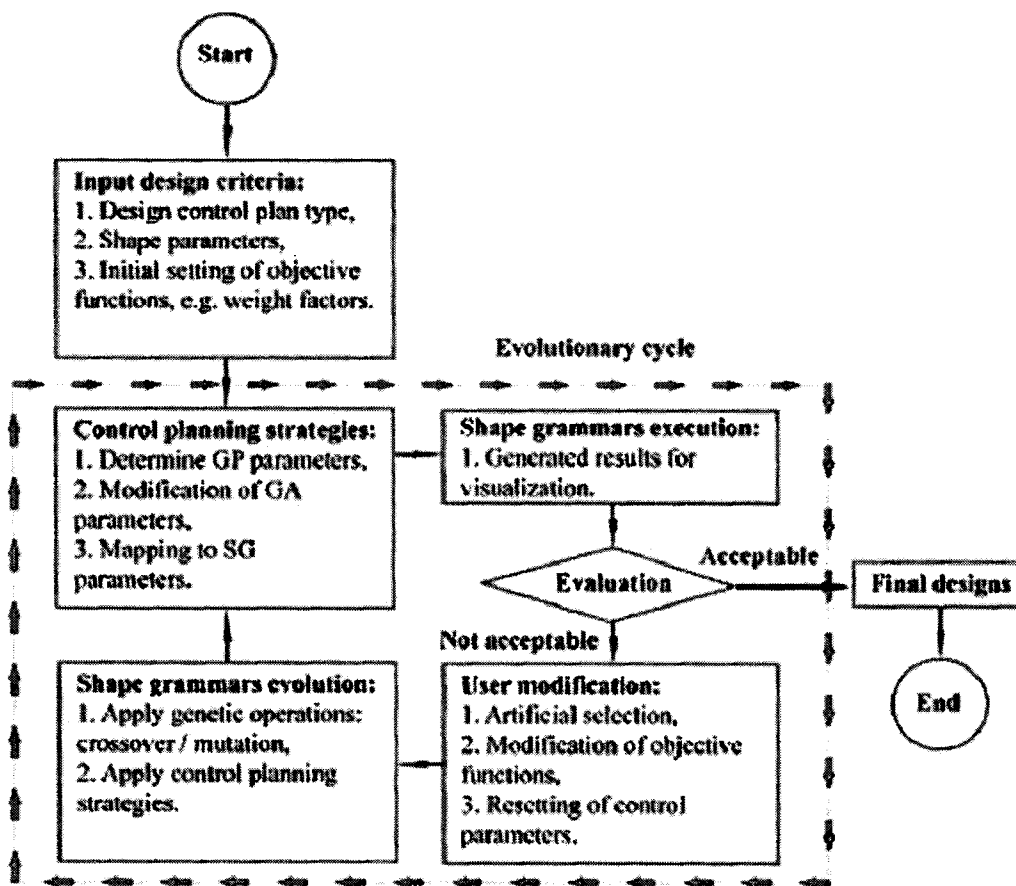 Start
Input design criteria:
1. Design control plan type,
2. Shape parameters,
3. Initial setting of objective
functions, e.g. weight factors.
Evolutionary cycle
Control planning strategies:
1. Determine GP parameters,
2. Modification of GA
parameters,
3. Mapping to SG
parameters.
Shape grammars execution:
1. Generated results for
visualization.
Evaluation
Acceptable
Final designs
End
Not acceptable
User modification:
1. Artificial selection,
2. Modification of objective
functions,
3. Resetting of control
parameters.
Shape grammars evolution:
1. Apply genetic operations:
crossover / mutation,
2. Apply control planning
strategies.